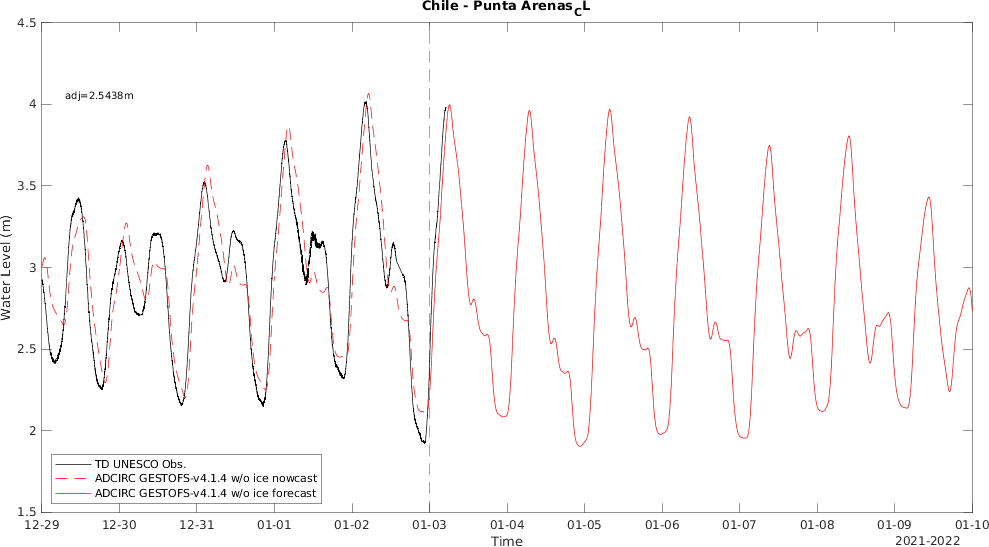 Chile - Punta Arenas_CL
4.5
4
3.5
3
2.5
2
1.5
Water Level (m)
adj=2.5438m
TD UNESCO Obs.
ADCIRC GESTOFS-v4.1.4 w/o ice nowcast
ADCIRC GESTOFS-v4.1.4 w/o ice forecast
12-29 12-30 12-31 01-01 01-02 01-03 01-04 01-05 01-06 01-07 01-08 01-09 01-10
Time
2021-2022